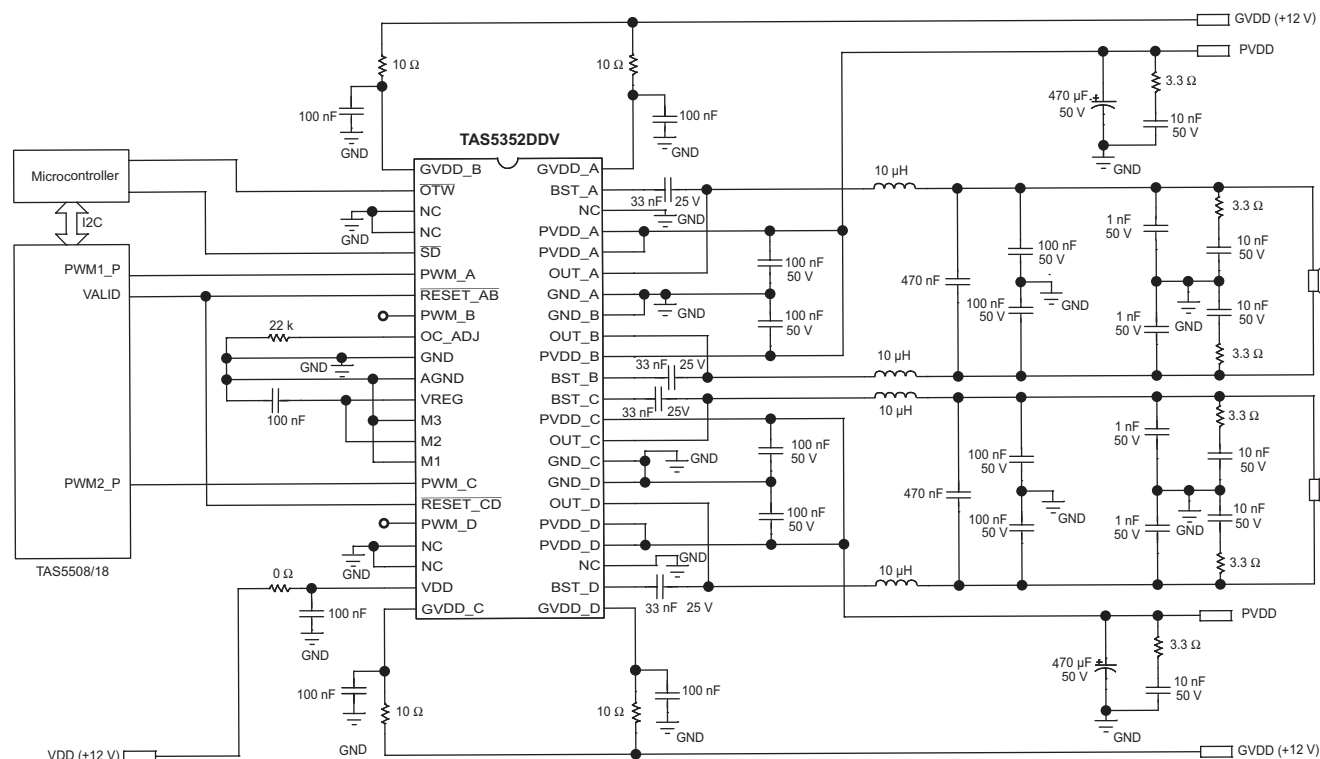 GVDD (+12 V)
PVDD
10 Ω
10 Ω
3.3 Ω
470 µF
50 V
10 nF
50 V
100 nF
100 nF
GND
GND
GND
TAS5352DDV
Microcontroller
I2C
GVDD_B
GVDD_A
OTW
BST_A
33 nF 25 V
10 µH
NC
NC
GND
GND
NC
PVDD_A
SD
PVDD_A
PWM1_P
PWM_A
OUT_A
VALID
RESET_AB
GND_A
PWM_B
GND_B
GND
22 k
OC_ADJ
OUT_B
GND
GND
PVDD_B
AGND
BST_B
33 nF 25 V
10 µH
VREG
BST_C
33 nF 25V
10 µH
100 nF
M3
PVDD_C
M2
OUT_C
M1
GND_C
GND
PWM2_P
PWM_C
GND_D
RESET_CD
OUT_D
PWM_D
PVDD_D
NC
PVDD_D
GND
NC
NC
GND
TAS5508/18
0 Ω
VDD
BST_D
33 nF 25 V
10 µH
GVDD_C
GVDD_D
100 nF
GND
100 nF
50 V
100 nF
50 V
470 nF
100 nF
50 V
100 nF
50 V
GND
1 nF
50 V
1 nF
50 V
GND
3.3 Ω
10 nF
50 V
10 nF
50 V
3.3 Ω
100 nF
50 V
100 nF
50 V
470 nF
100 nF
50 V
100 nF
50 V
GND
1 nF
50 V
1 nF
50 V
GND
3.3 Ω
10 nF
50 V
10 nF
50 V
3.3 Ω
PVDD
3.3 Ω
470 µF
50 V
10 nF
50 V
GND
100 nF
100 nF
10 Ω
10 Ω
GND
GND
VDD (+12 V)
GVDD (+12 V)